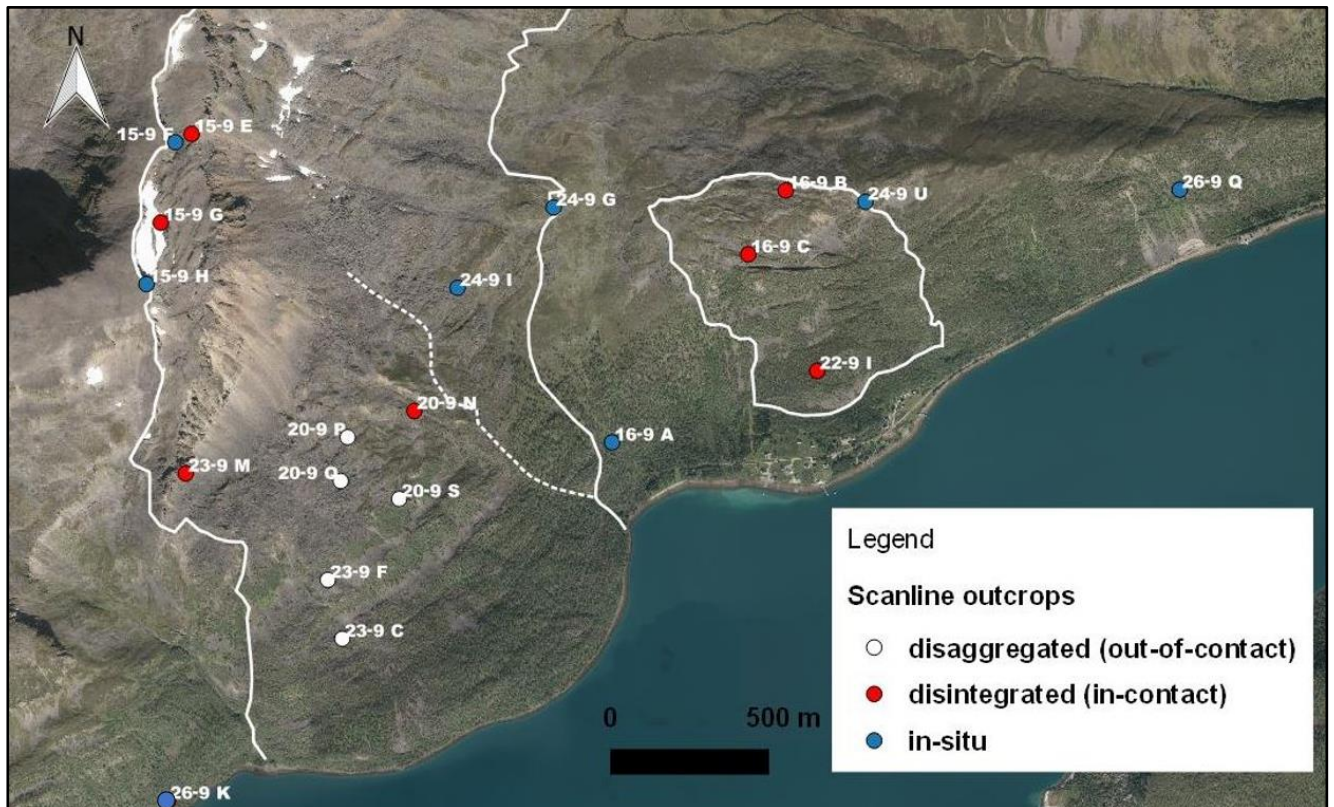 N
15-9 F
15-9 E
15-9 G
15-9 H
24-9 G
24-9 I
16-9 B
24-9 U
26-9 Q
16-9 C
22-9 I
20-9 N
20-9 P
16-9 A
20-9 Q
20-9 S
23-9 M
23-9 F
23-9 C
26-9 K
0 500 m
Legend
Scanline outcrops
disaggregated (out-of-contact)
disintegrated (in-contact)
in-situ